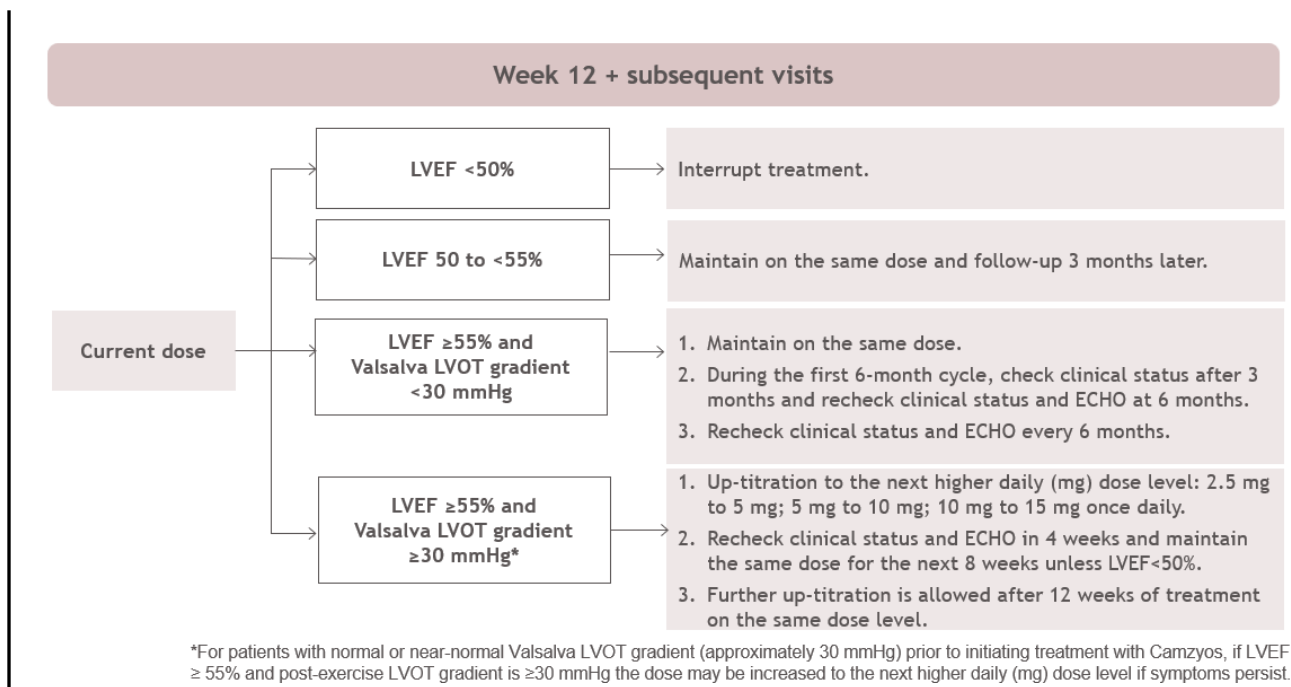 Week 12 + subsequent visits
Current dose
LVEF <50%
Interrupt treatment.
LVEF 50 to <55%
Maintain on the same dose and follow-up 3 months later.
LVEF ≥55% and
Valsalva LVOT gradient
<30 mmHg
1. Maintain on the same dose.
2. During the first 6-month cycle, check clinical status after 3
months and recheck clinical status and ECHO at 6 months.
3. Recheck clinical status and ECHO every 6 months.
LVEF ≥55% and
Valsalva LVOT gradient
≥30 mmHg*
1. Up-titration to the next higher daily (mg) dose level: 2.5 mg
to 5 mg; 5 mg to 10 mg; 10 mg to 15 mg once daily.
2. Recheck clinical status and ECHO in 4 weeks and maintain
the same dose for the next 8 weeks unless LVEF<50%.
3. Further up-titration is allowed after 12 weeks of treatment
on the same dose level.
*For patients with normal or near-normal Valsalva LVOT gradient (approximately 30 mmHg) prior to initiating treatment with Camzyos, if LVEF
≥ 55% and post-exercise LVOT gradient is ≥30 mmHg the dose may be increased to the next higher daily (mg) dose level if symptoms persist.